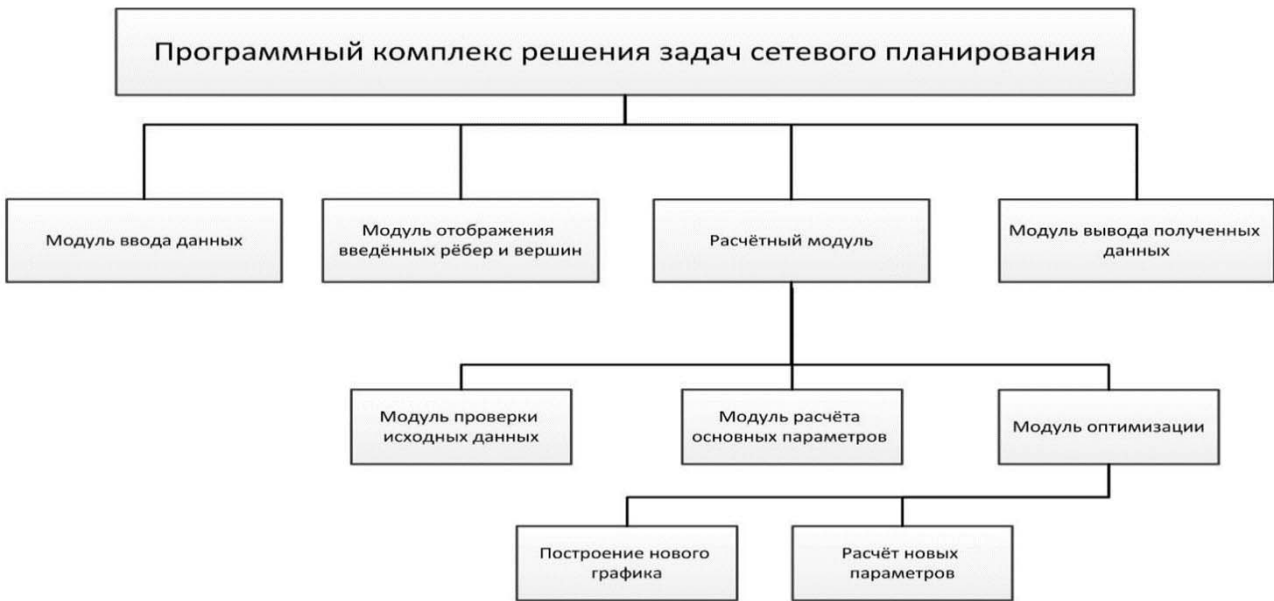 Программный комплекс решения задач сетевого планирования
Модуль ввода данных
Модуль отображения
введённых рёбер и вершин
Расчётный модуль
Модуль вывода полученных
данных
Модуль проверки
исходных данных
Модуль расчёта
основных параметров
Модуль оптимизации
Построение нового
графика
Расчёт новых
параметров